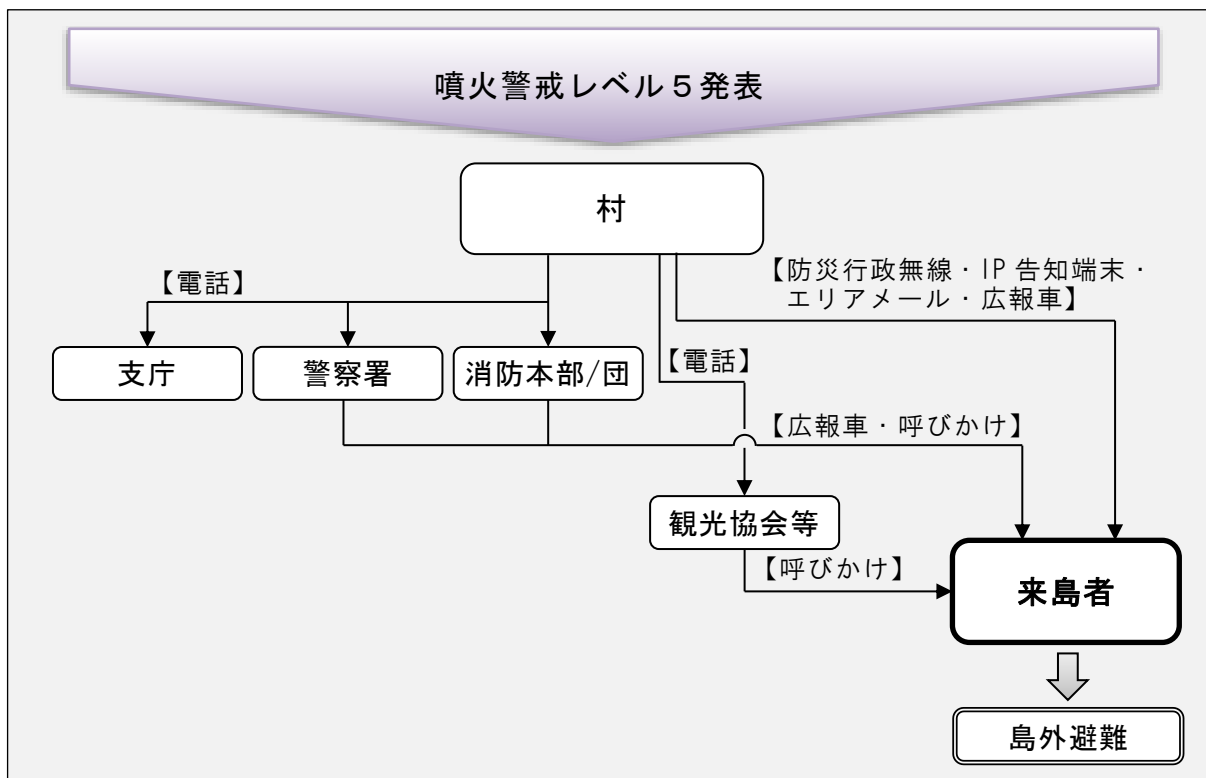 噴火警戒レベル５発表
村
【防災行政無線・IP告知端末・
エリアメール・広報車】
【電話】
支庁
警察署
消防本部/団
【電話】
【広報車・呼びかけ】
観光協会等
【呼びかけ】
来島者
島外避難